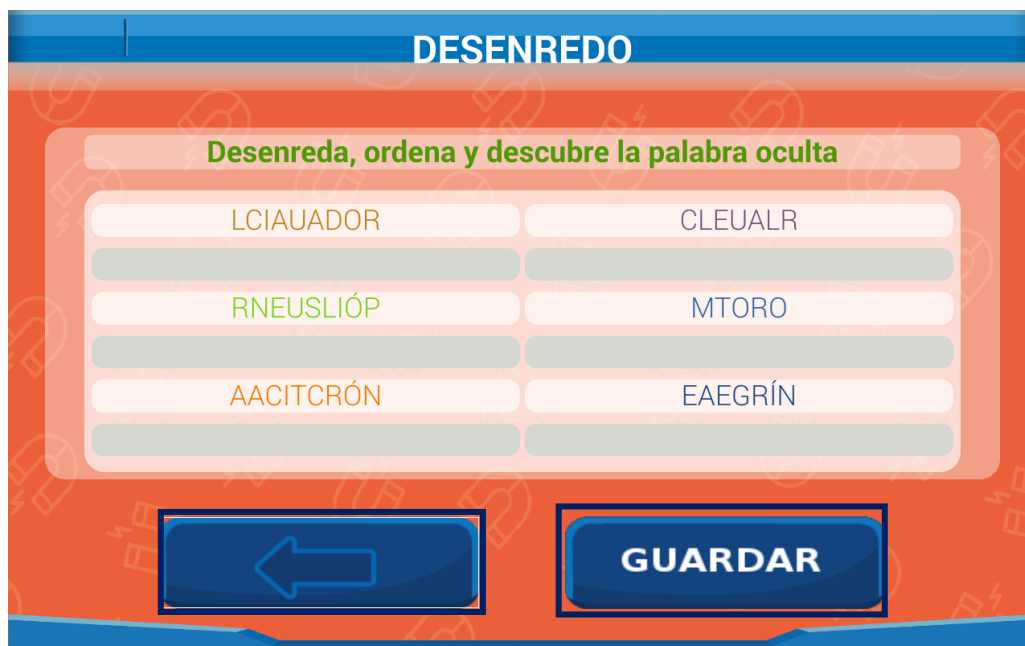 DESENREDO
Desenreda, ordena y descubre la palabra oculta
LCIAUADOR CLEUALR
RNEUSLIÓP MTORO
AACITCRÓN EAEGRÍN
GUARDAR